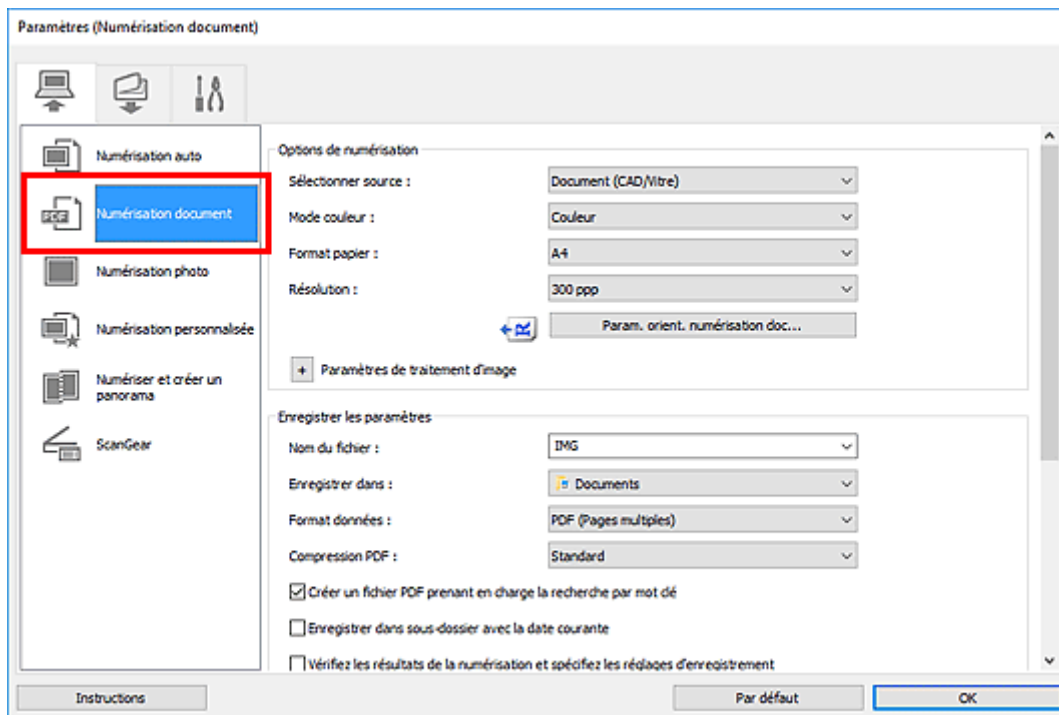 Paramètres (Numérisation document)
Numérisation auto
PDF
Numérisation document
Numérisation photo
Numérisation personnalisée
Numériser et créer un
panorama
ScanGear
Options de numérisation
Sélectionner source : Document (CAD/Vitre)
Mode couleur : Couleur
Format papier : A4
Résolution : 300 ppp
R Param. orient. numérisation doc...
+ Paramètres de traitement d'image
Enregistrer les paramètres
Nom du fichier : IMG
Enregistrer dans : Documents
Format données : PDF (Pages multiples)
Compression PDF : Standard
Créer un fichier PDF prenant en charge la recherche par mot clé
Enregistrer dans sous-dossier avec la date courante
Vérifiez les résultats de la numérisation et spécifiez les réglages d'enregistrement
Instructions Par défaut OK